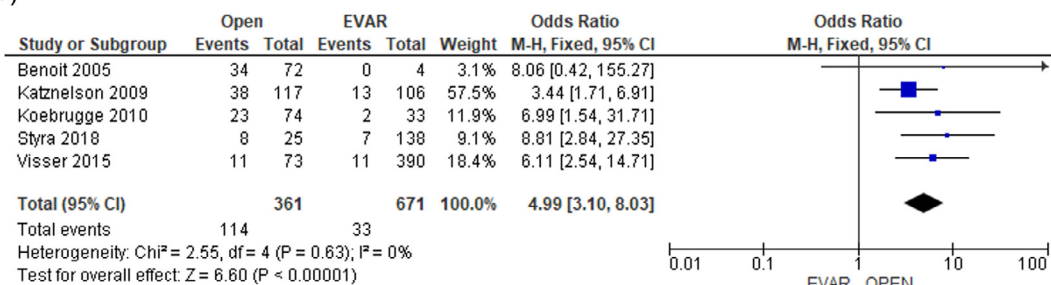 Open EVAR Odds Ratio Odds Ratio
Study or Subgroup Events Total Events Total Weight M-H, Fixed, 95% CI M-H, Fixed, 95% CI
Benoit 2005 34 72 0 4 3.1% 8.06 [0.42, 155.27]
Katznelson 2009 38 117 13 106 57.5% 3.44 [1.71, 6.91]
Koebrugge 2010 23 74 2 33 11.9% 6.99 [1.54, 31.71]
Styra 2018 8 25 7 138 9.1% 8.81 [2.84, 27.35]
Visser 2015 11 73 11 390 18.4% 6.11 [2.54, 14.71]
Total (95% CI) 361 671 100.0% 4.99 [3.10, 8.03]
Total events 114 33
Heterogeneity: Chi² = 2.55, df = 4 (P = 0.63); I² = 0%
Test for overall effect: Z = 6.60 (P < 0.00001)
0.01 0.1 1 10 100
EVAR OPEN